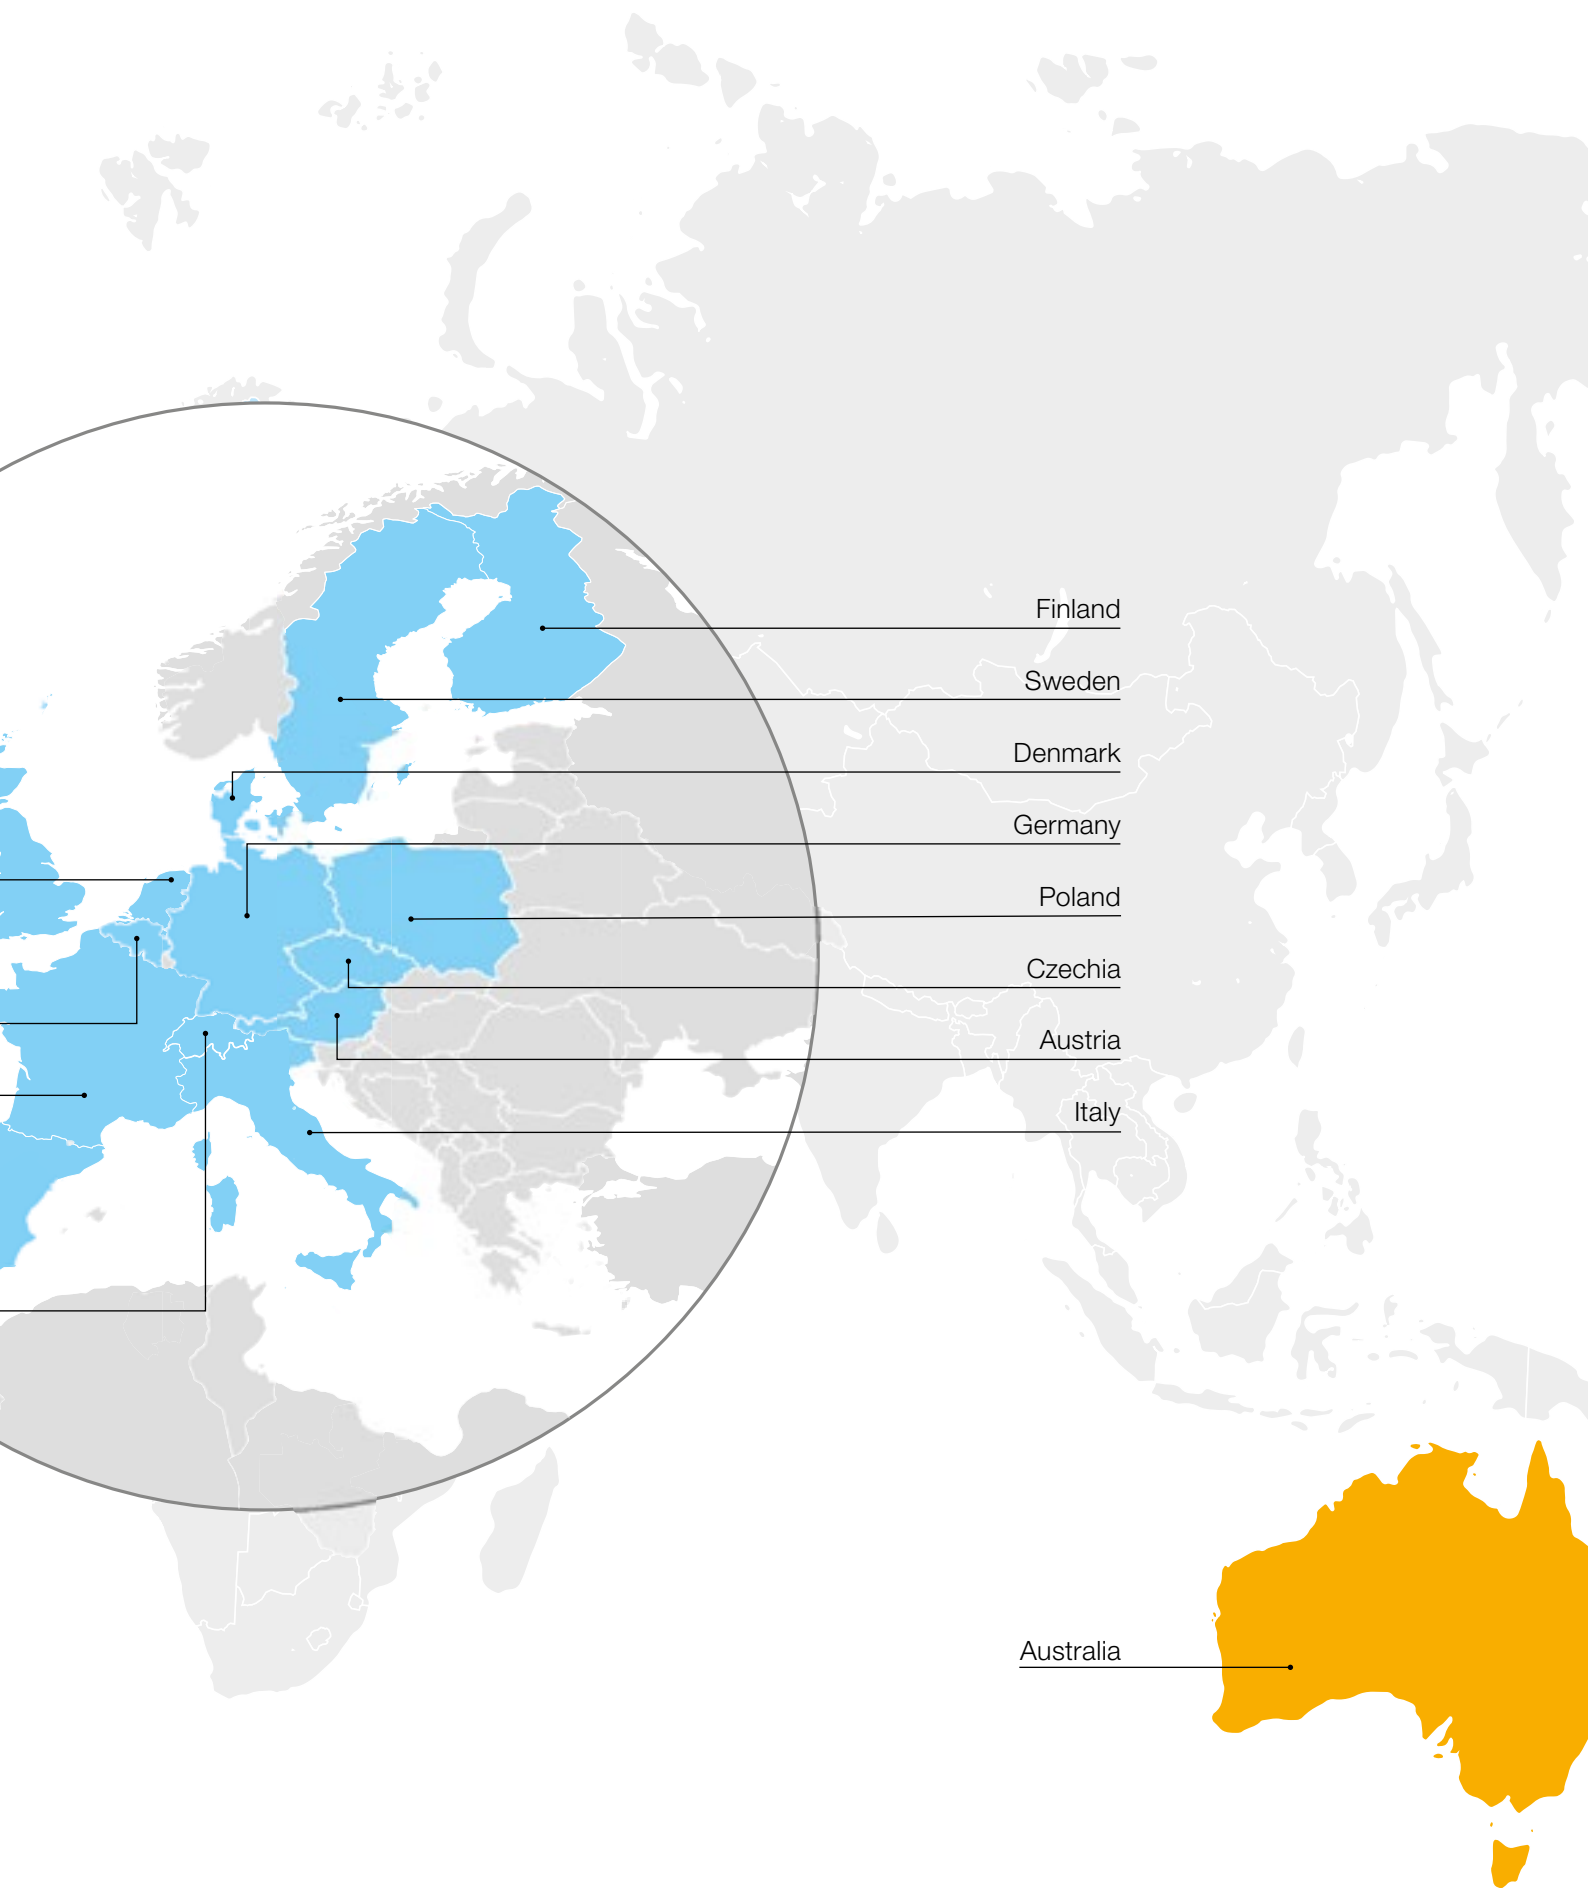 Finland
Sweden
Denmark
Germany
Poland
Czechia
Austria
Italy
Australia